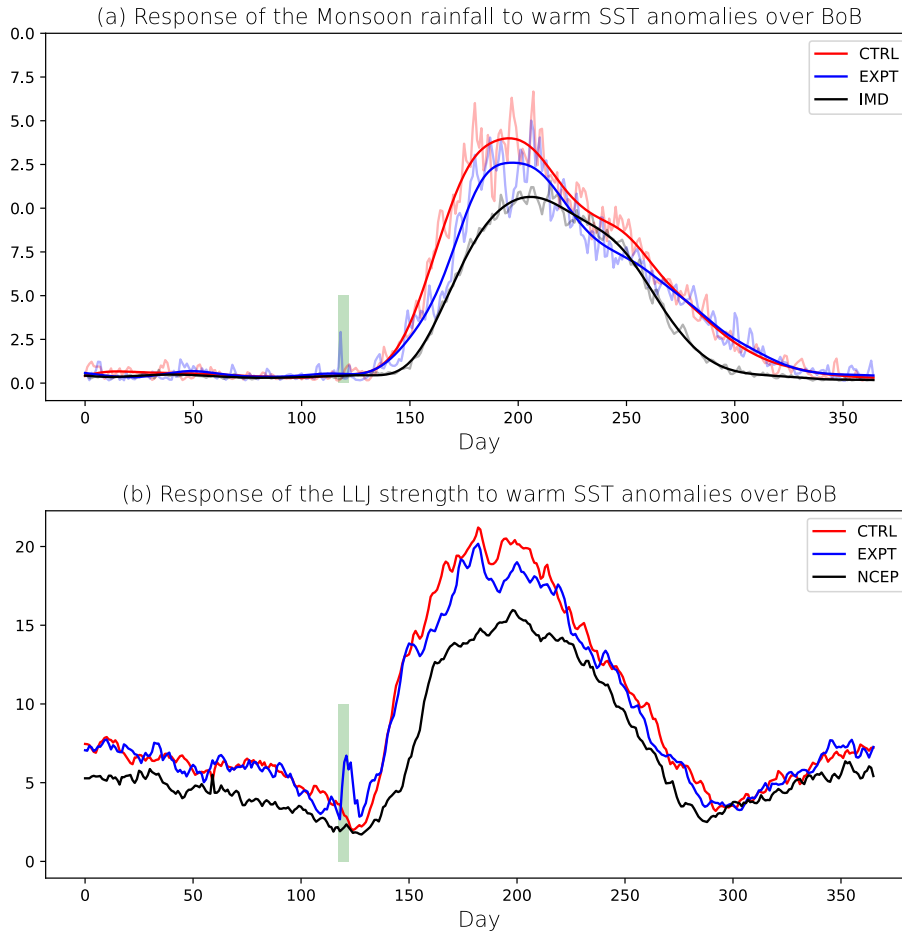 (a) Response of the Monsoon rainfall to warm SST anomalies over BoB
CTRL
EXPT
IMD
0.0
5.0
2.5
0.0
7.5
5.0
2.5
0.0
0 50 100 150 200 250 300 350
Day
(b) Response of the LLJ strength to warm SST anomalies over BoB
CTRL
EXPT
NCEP
20
15
10
5
0
0 50 100 150 200 250 300 350
Day